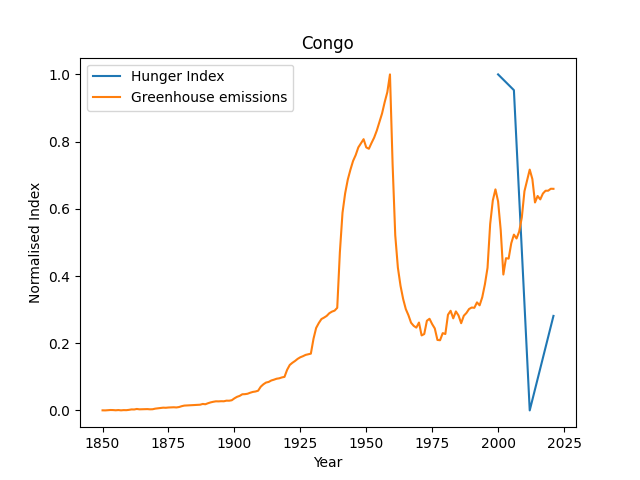 Congo
Hunger Index
Greenhouse emissions
Normalised Index
1.0
0.8
0.6
0.4
0.2
0.0
1850 1875 1900 1925 1950 1975 2000 2025
Year